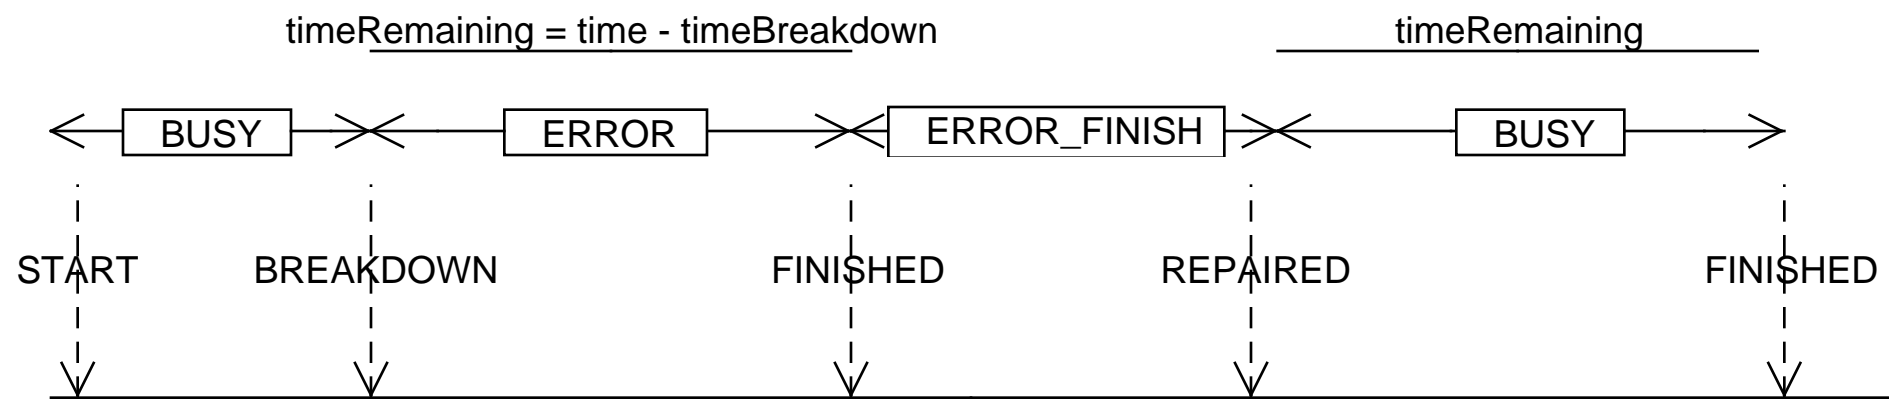 timeRemaining = time - timeBreakdown timeRemaining
BUSY ERROR ERROR_FINISH BUSY
START BREAKDOWN FINISHED REPAIRED FINISHED